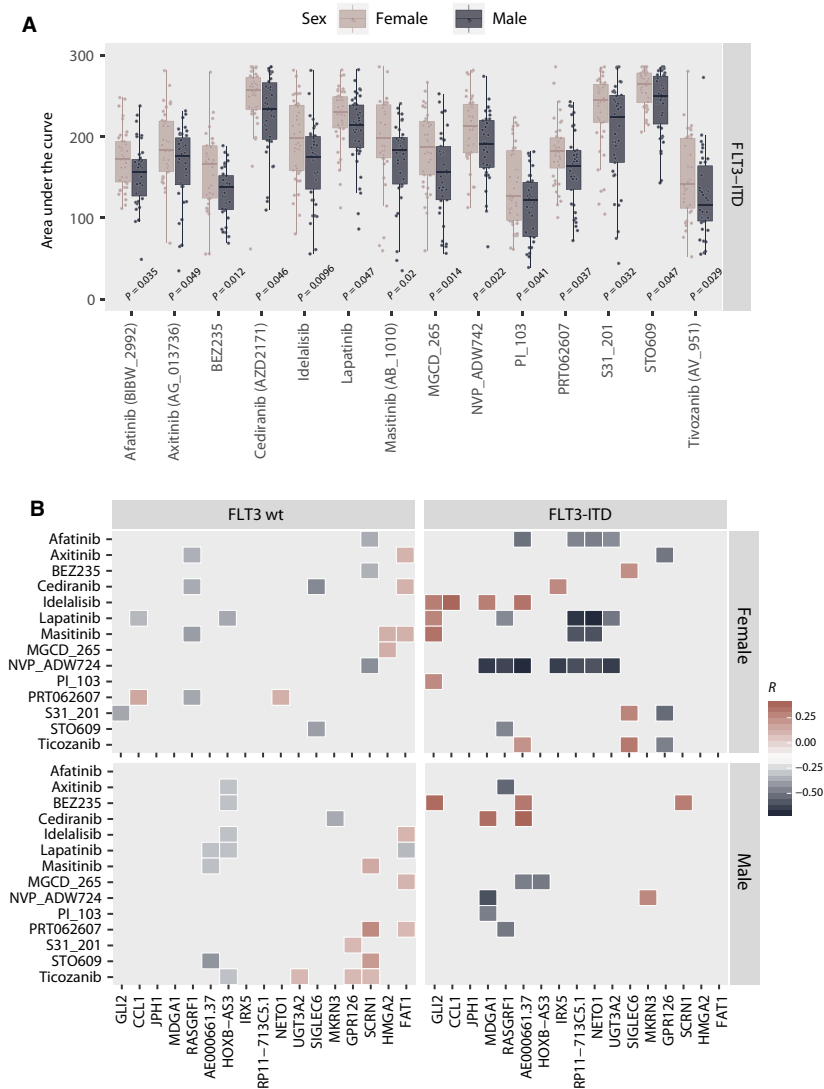 A
Sex Female Male
Area under the curve
300
200
100
0
FLT3−ITD
P = 0.035
P = 0.049
P = 0.012
P = 0.046
P = 0.0096
P = 0.047
P = 0.02
P = 0.014
P = 0.022
P = 0.041
P = 0.037
P = 0.032
P = 0.047
P = 0.029
Afatinib (BIBW_2992)
Axitinib (AG_013736)
BEZ235
Cediranib (AZD2171)
Idelalisib
Lapatinib
Masitinib (AB_1010)
MGCD_265
NVP_ADW742
PI_103
PRT062607
S31_201
STO609
Tivozanib (AV_951)
B
FLT3 wt
FLT3-ITD
Afatinib
Axitinib
BEZ235
Cediranib
Idelalisib
Lapatinib
Masitinib
MGCD_265
NVP_ADW724
PI_103
PRT062607
S31_201
STO609
Ticozanib
Female
Afatinib
Axitinib
BEZ235
Cediranib
Idelalisib
Lapatinib
Masitinib
MGCD_265
NVP_ADW724
PI_103
PRT062607
S31_201
STO609
Ticozanib
Male
R
0.25
0.00
−0.25
−0.50
GLI2
CCL1
JPH1
MDGA1
RASGRF1
AE000661.37
HOXB−AS3
IRX5
RP11−713C5.1
NETO1
UGT3A2
SIGLEC6
MKRN3
GPR126
SCRN1
HMGA2
FAT1
GLI2
CCL1
JPH1
MDGA1
RASGRF1
AE000661.37
HOXB−AS3
IRX5
RP11−713C5.1
NETO1
UGT3A2
SIGLEC6
MKRN3
GPR126
SCRN1
HMGA2
FAT1